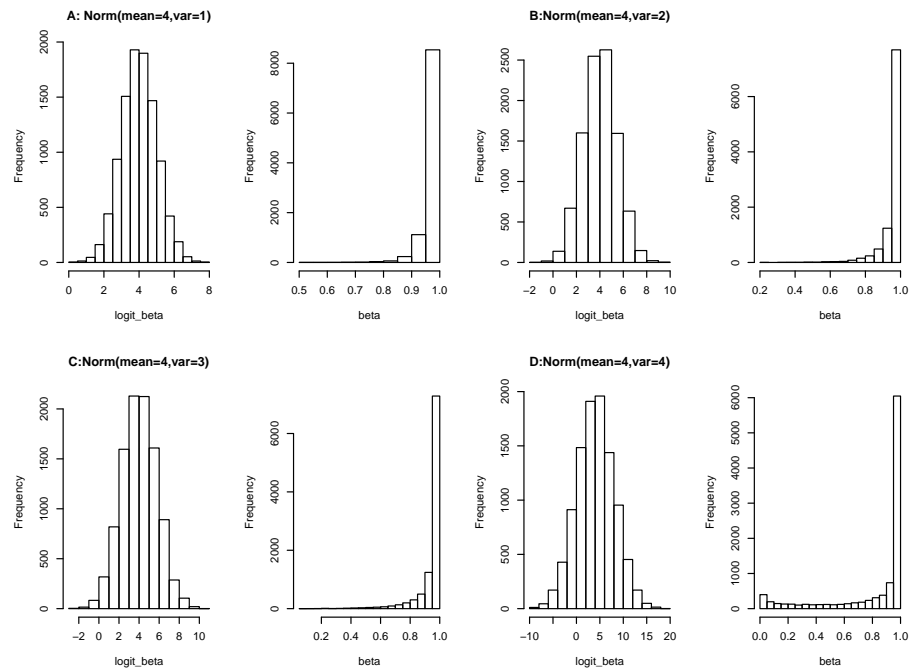 A: Norm(mean=4,var=1)
Frequency
0 500 1000 1500 2000
0 2 4 6 8
logit_beta
Frequency
0 2000 4000 6000 8000
0.5 0.6 0.7 0.8 0.9 1.0
beta
B:Norm(mean=4,var=2)
Frequency
0 500 1000 1500 2000 2500
−2 0 2 4 6 8 10
logit_beta
Frequency
0 2000 4000 6000
0.2 0.4 0.6 0.8 1.0
beta
C:Norm(mean=4,var=3)
Frequency
0 500 1000 1500 2000
−2 0 2 4 6 8 10
logit_beta
Frequency
0 2000 4000 6000
0.2 0.4 0.6 0.8 1.0
beta
D:Norm(mean=4,var=4)
Frequency
0 500 1000 1500 2000
−10 0 5 10 15 20
logit_beta
Frequency
0 1000 2000 3000 4000 5000 6000
0.0 0.2 0.4 0.6 0.8 1.0
beta